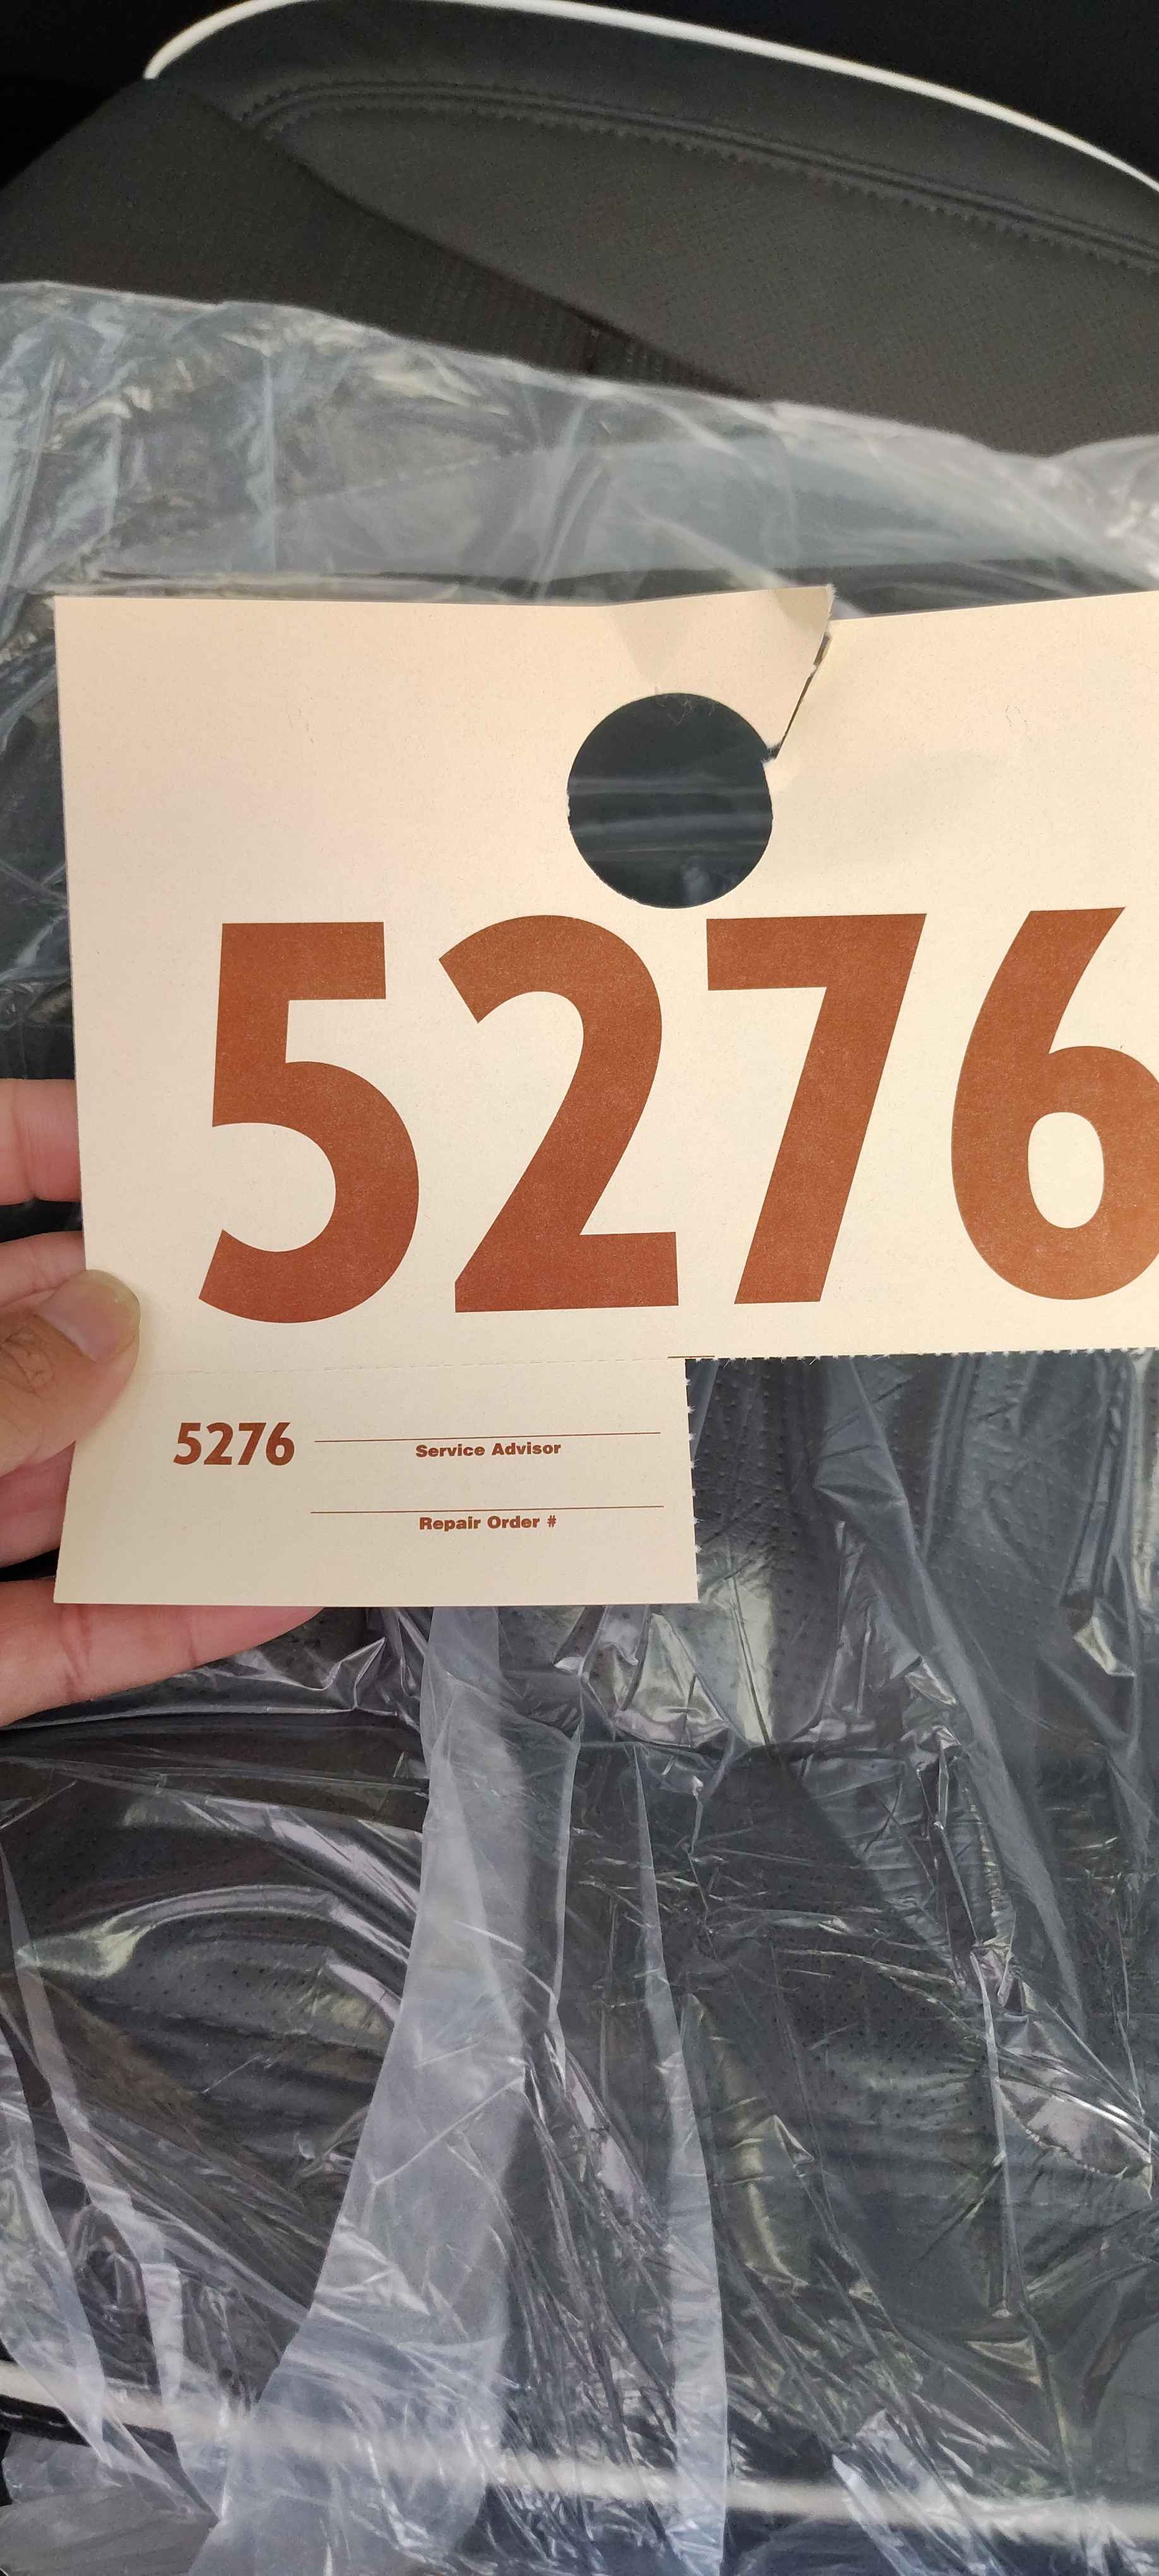 5276
5276
Service Advisor
Repair Order #